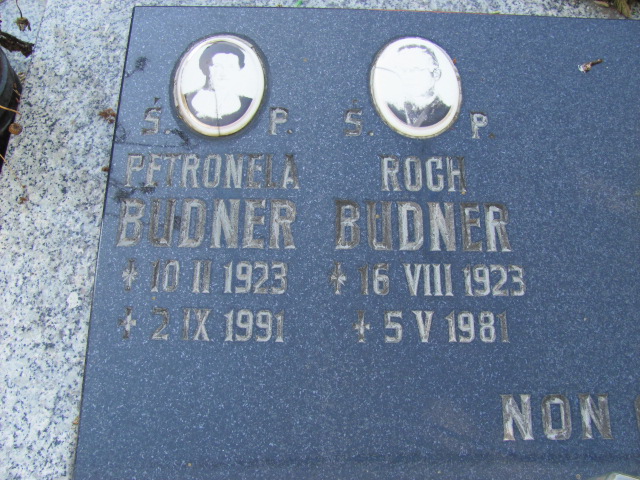 Ś. P.
PETRONELA
BUDNER
10 II 1923
2 IX 1991
Ś. P.
ROCH
BUDNER
16 VIII 1923
5 V 1981
NON